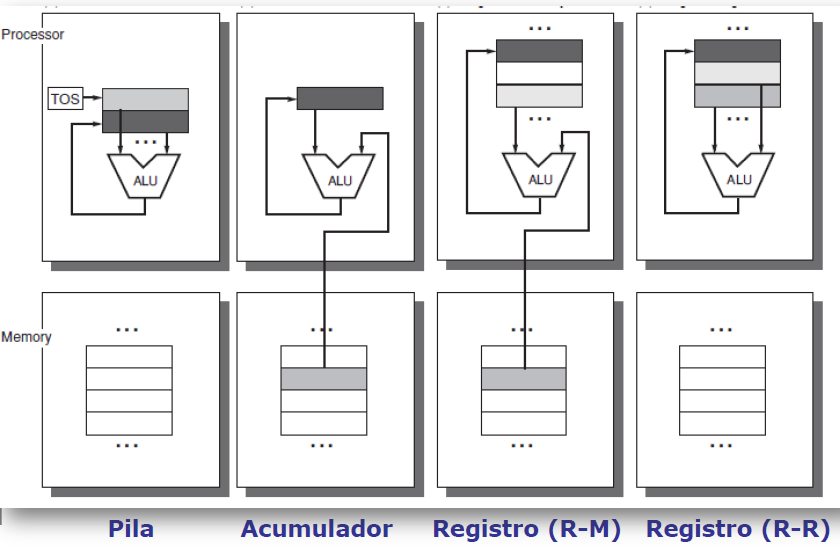 Processor
...
...
TOS
...
...
...
ALU
ALU
ALU
ALU
Memory
...
...
...
...
...
...
...
...
Pila
Acumulador
Registro (R-M)
Registro (R-R)